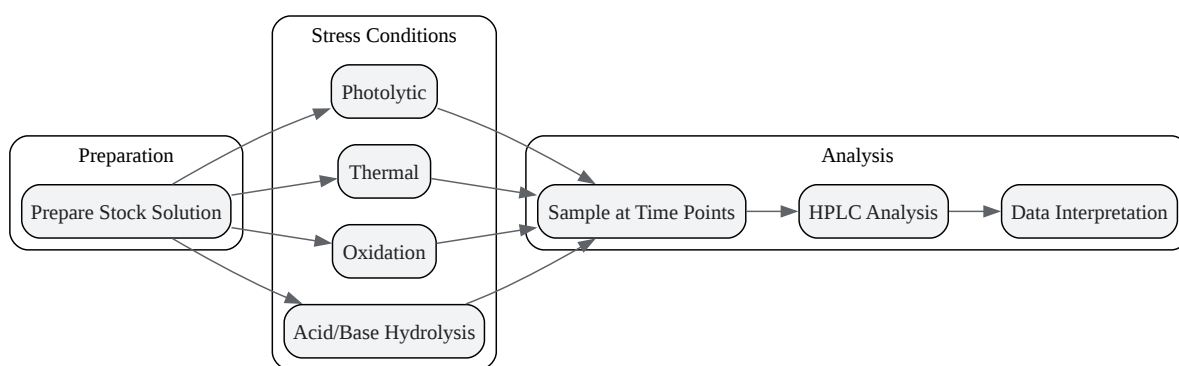 Preparation
Prepare Stock Solution
Stress Conditions
Photolytic
Thermal
Oxidation
Acid/Base Hydrolysis
Analysis
Sample at Time Points
HPLC Analysis
Data Interpretation